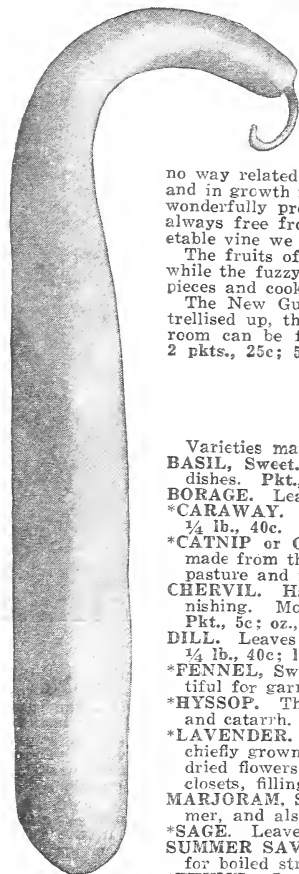 no way related
and in growth
wonderfully pr
always free fro
etable vine we
The fruits of
while the fuzzy
pieces and cook
The New Gu
trellised up, th
room can be f
2 pkts., 25c; 5
Varieties ma
BASIL, Sweet.
dishes. Pkt.,
BORAGE. Lea
*CARAWAY.
¼ lb., 40c.
*CATNIP or C
made from th
pasture and
CHERVIL. H
nishing. Mo
Pkt., 5c; oz.,
DILL. Leaves
¼ lb., 40c; 1
*FENNEL, Sw
tiful for garn
*HYSSOP. Th
and catarrh.
*LAVENDER.
chiefly grown
dried flowers
closets, filling
MARJORAM, S
mer, and als
*SAGE. Leave
SUMMER SAV
for boiled str